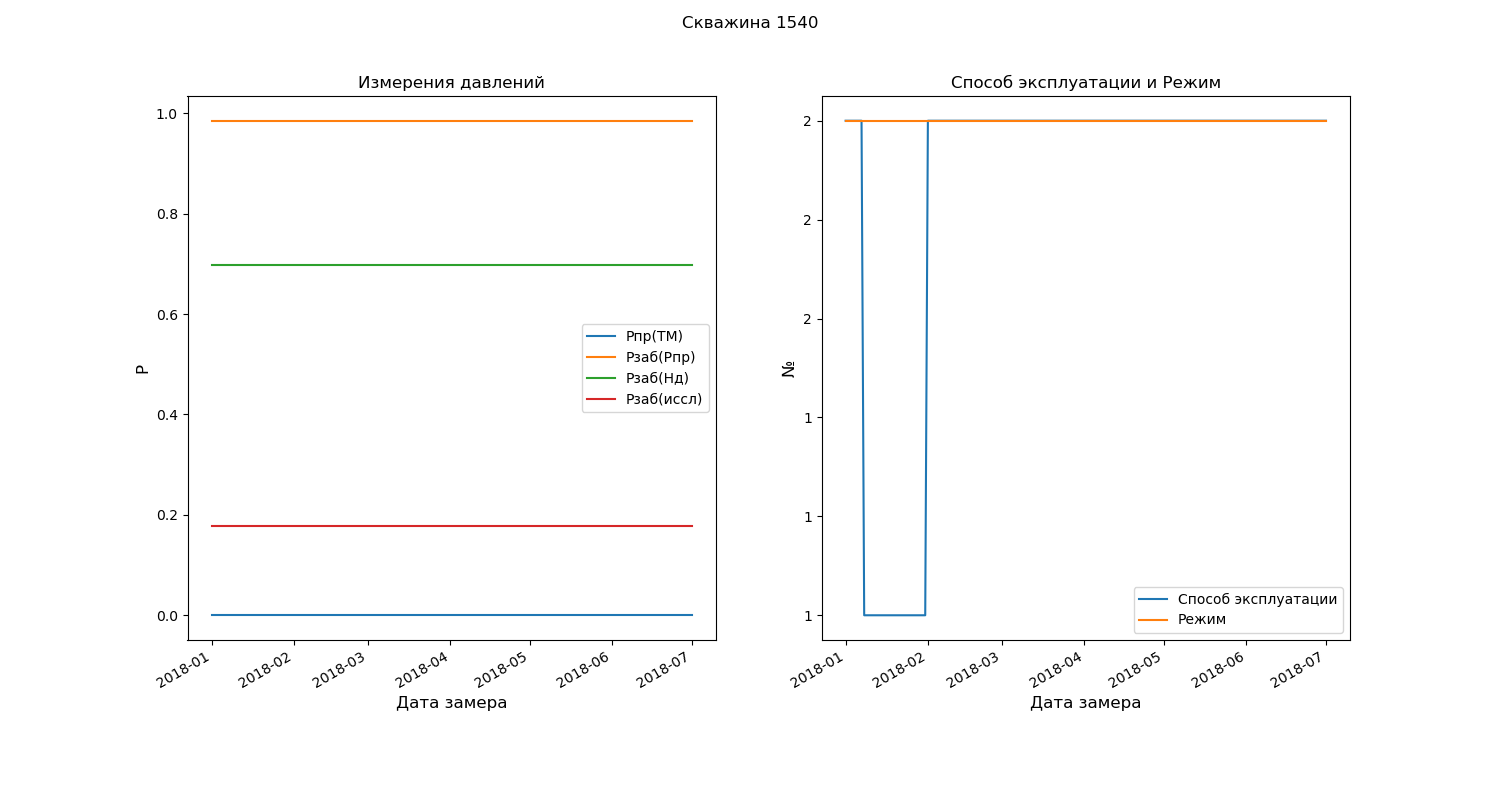 Скважина 1540
Измерения давлений
1.0
0.8
0.6
0.4
0.2
0.0
P
Рпр(ТМ)
Рзаб(Рпр)
Рзаб(Нд)
Рзаб(иссл)
2018-01
2018-02
2018-03
2018-04
2018-05
2018-06
2018-07
Дата замера
Способ эксплуатации и Режим
2
2
2
1
1
1
№
Способ эксплуатации
Режим
2018-01
2018-02
2018-03
2018-04
2018-05
2018-06
2018-07
Дата замера